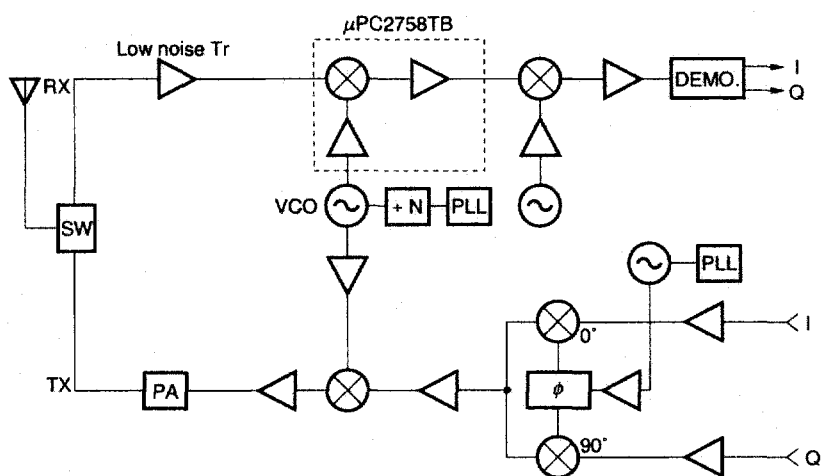 μPC2758TB
Low noise Tr
RX
DEMO.
I
Q
SW
VCO
+ N
PLL
PLL
0°
I
TX
PA
φ
90°
Q